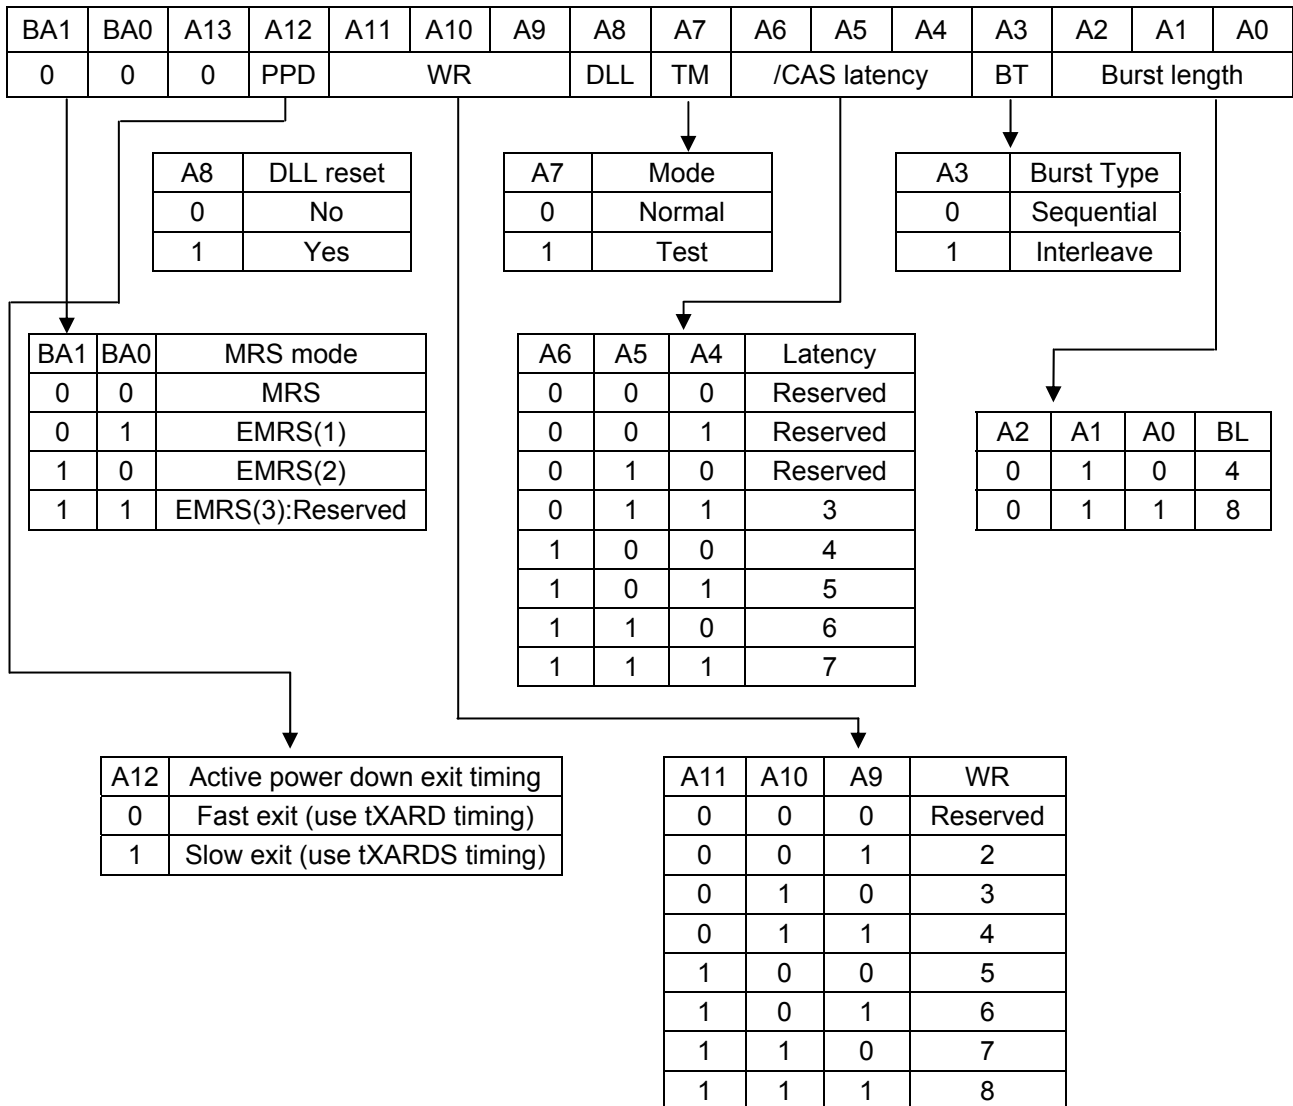 BA1 BA0 A13 A12 A11 A10 A9 A8 A7 A6 A5 A4 A3 A2 A1 A0
0 0 0 PPD WR DLL TM /CAS latency BT Burst length
A8 DLL reset
0 No
1 Yes
A7 Mode
0 Normal
1 Test
A3 Burst Type
0 Sequential
1 Interleave
BA1 BA0 MRS mode
0 0 MRS
0 1 EMRS(1)
1 0 EMRS(2)
1 1 EMRS(3):Reserved
A6 A5 A4 Latency
0 0 0 Reserved
0 0 1 Reserved
0 1 0 Reserved
0 1 1 3
1 0 0 4
1 0 1 5
1 1 0 6
1 1 1 7
A2 A1 A0 BL
0 1 0 4
0 1 1 8
A12 Active power down exit timing
0 Fast exit (use tXARD timing)
1 Slow exit (use tXARDS timing)
A11 A10 A9 WR
0 0 0 Reserved
0 0 1 2
0 1 0 3
0 1 1 4
1 0 0 5
1 0 1 6
1 1 0 7
1 1 1 8